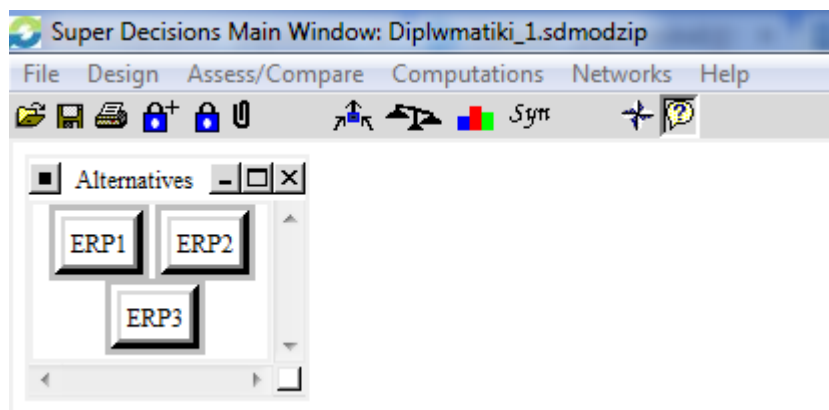 Super Decisions Main Window: Diplwmatiki_1.sdmodzip
File Design Assess/Compare Computations Networks Help
Syn
Alternatives
ERP1 ERP2
ERP3